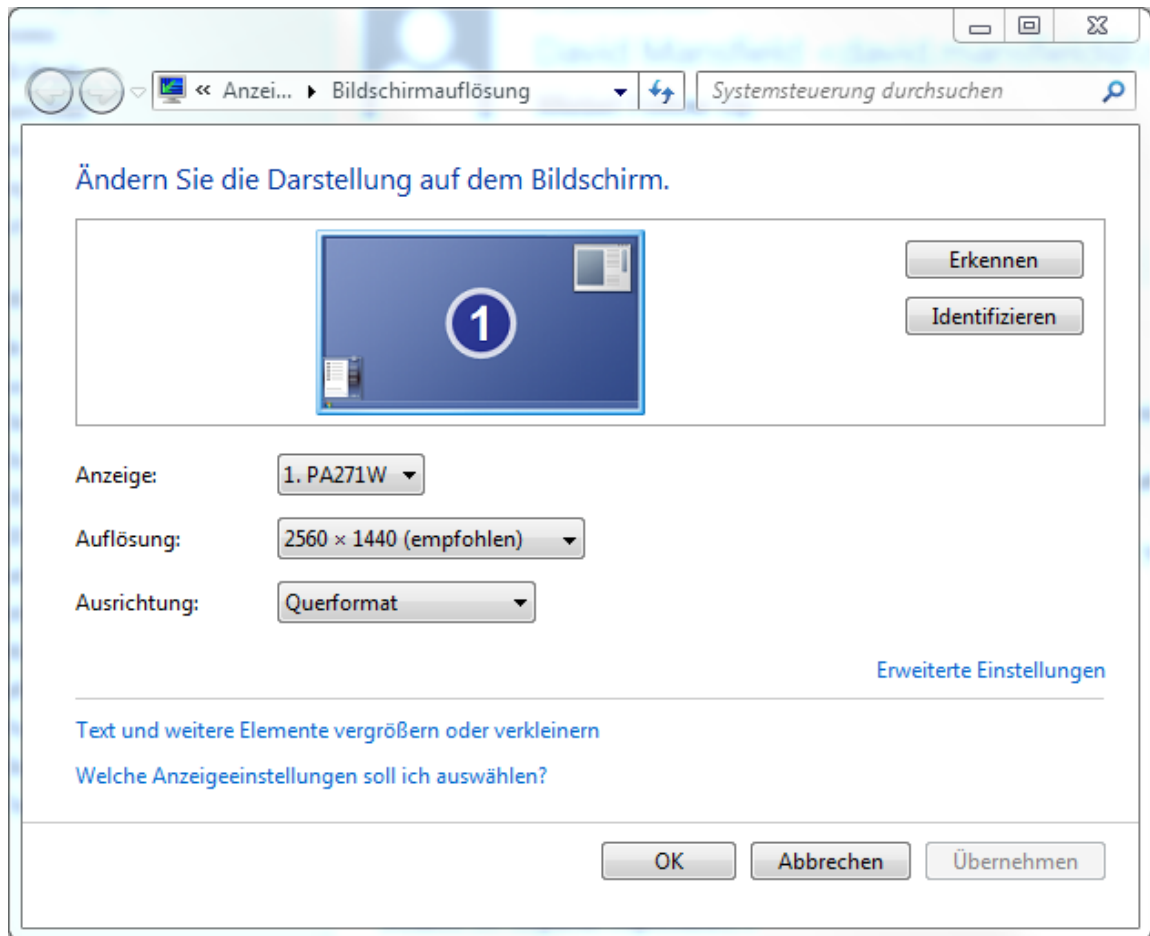 « Anzei... ▸ Bildschirmauflösung
Systemsteuerung durchsuchen
Ändern Sie die Darstellung auf dem Bildschirm.
1
Erkennen
Identifizieren
Anzeige: 1. PA271W
Auflösung: 2560 × 1440 (empfohlen)
Ausrichtung: Querformat
Erweiterte Einstellungen
Text und weitere Elemente vergrößern oder verkleinern
Welche Anzeigeeinstellungen soll ich auswählen?
OK Abbrechen Übernehmen